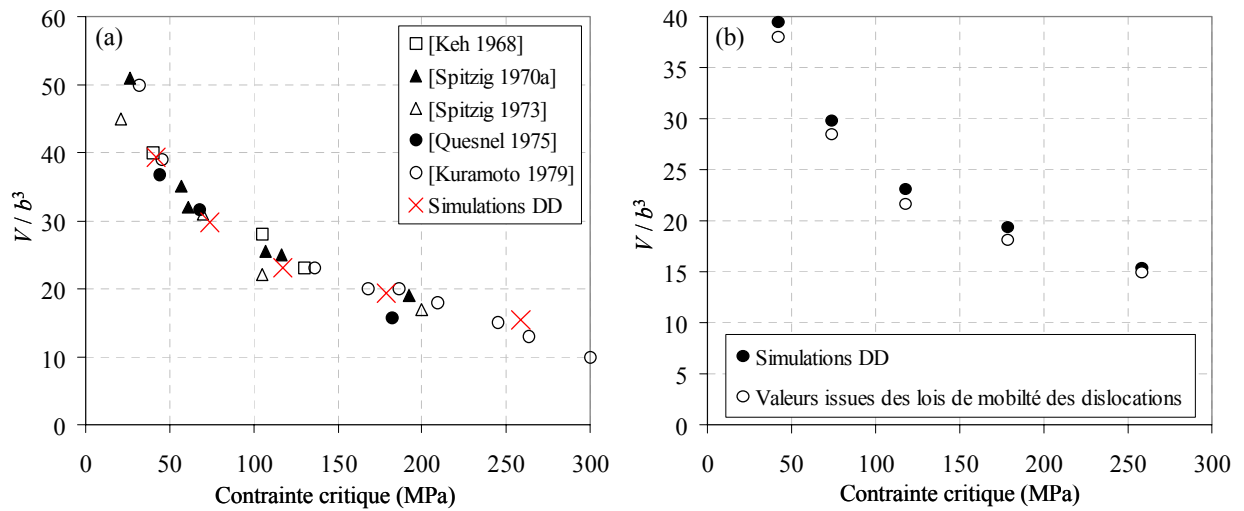 (a)
60
50
40
30
20
10
0
V / b³
[Keh 1968]
[Spitzig 1970a]
[Spitzig 1973]
[Quesnel 1975]
[Kuramoto 1979]
Simulations DD
0 50 100 150 200 250 300
Contrainte critique (MPa)
(b)
40
35
30
25
20
15
10
5
0
V / b³
Simulations DD
Valeurs issues des lois de mobilté des dislocations
0 50 100 150 200 250 300
Contrainte critique (MPa)